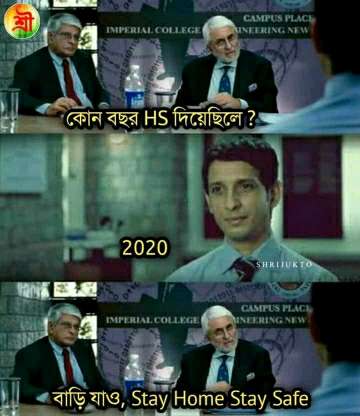 শ্রী
CAMPUS PLACE
IMPERIAL COLLEGE
INEERING NEW
কোন বছর HS দিয়েছিলে ?
2020
SHRIJUKTO
CAMPUS PLACE
IMPERIAL COLLEGE
INEERING NEW
বাড়ি যাও, Stay Home Stay Safe